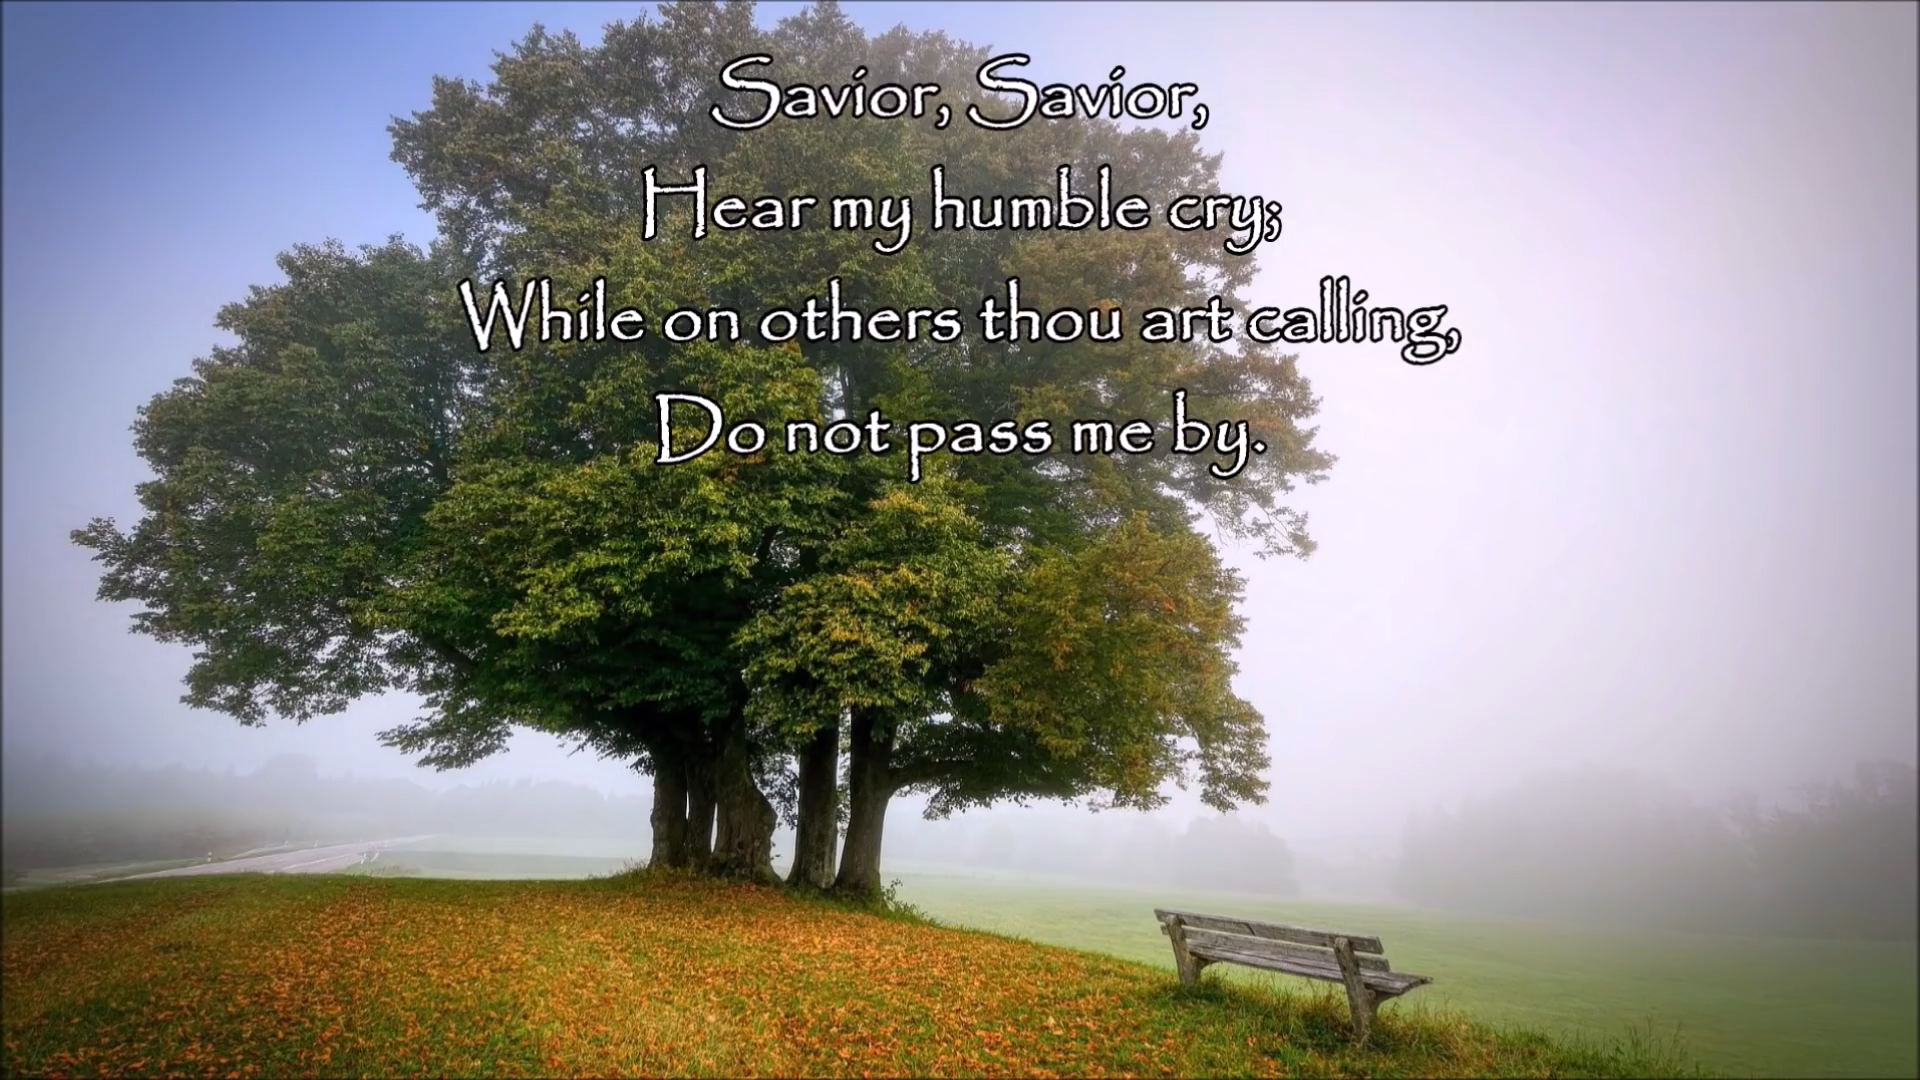 Savior, Savior,
Hear my humble cry;
While on others thou art calling,
Do not pass me by.